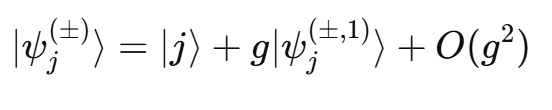 |ψ_j^{(±)}⟩ = |j⟩ + g|ψ_j^{(±,1)}⟩ + O(g^2)